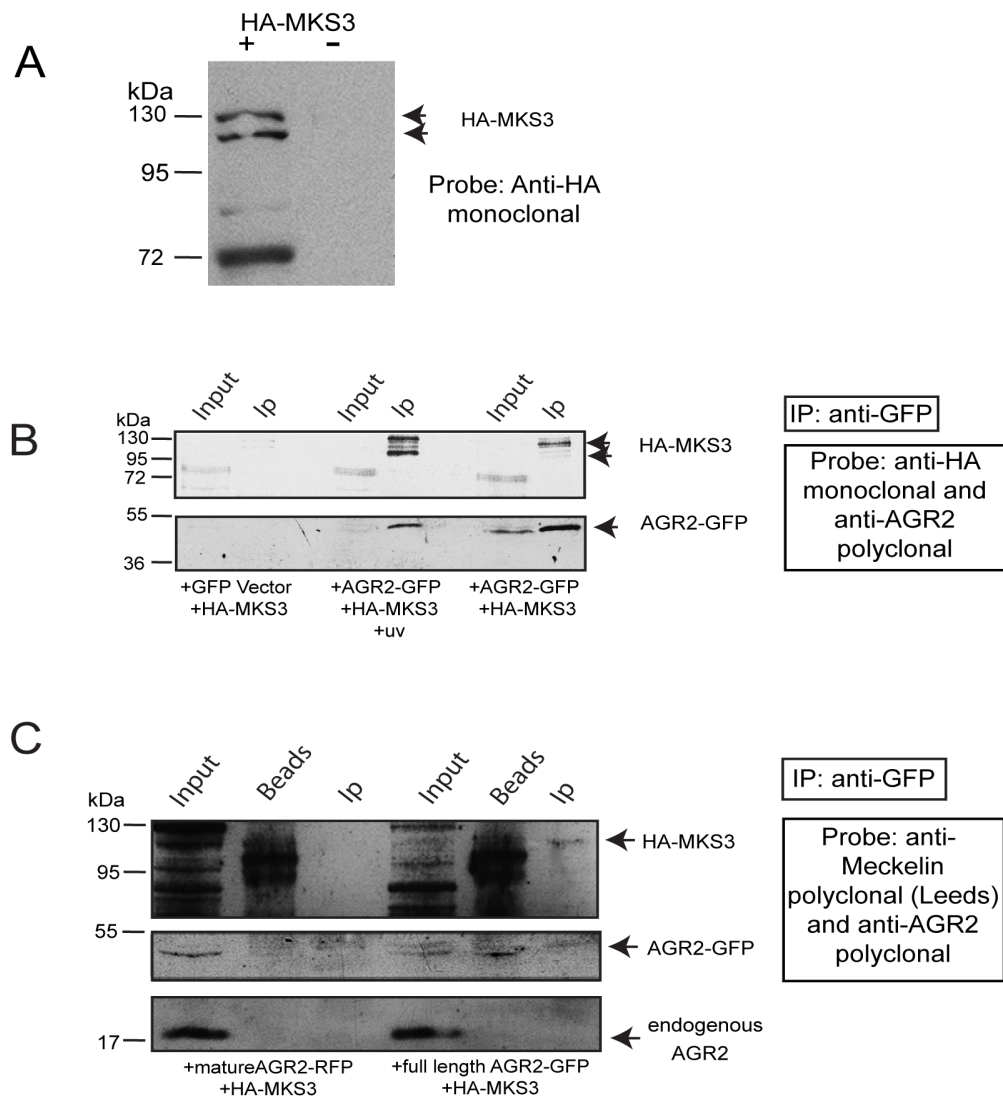 A
HA-MKS3
+ −
kDa
130
HA-MKS3
95
Probe: Anti-HA
monoclonal
72
B
Input Ip Input Ip Input Ip
kDa
130
95
72
HA-MKS3
55
AGR2-GFP
36
+GFP Vector
+HA-MKS3
+AGR2-GFP
+HA-MKS3
+uv
+AGR2-GFP
+HA-MKS3
IP: anti-GFP
Probe: anti-HA
monoclonal and
anti-AGR2
polyclonal
C
Input Beads Ip Input Beads Ip
kDa
130
HA-MKS3
95
55
AGR2-GFP
17
endogenous
AGR2
+matureAGR2-RFP
+HA-MKS3
+full length AGR2-GFP
+HA-MKS3
IP: anti-GFP
Probe: anti-
Meckelin
polyclonal (Leeds)
and anti-AGR2
polyclonal